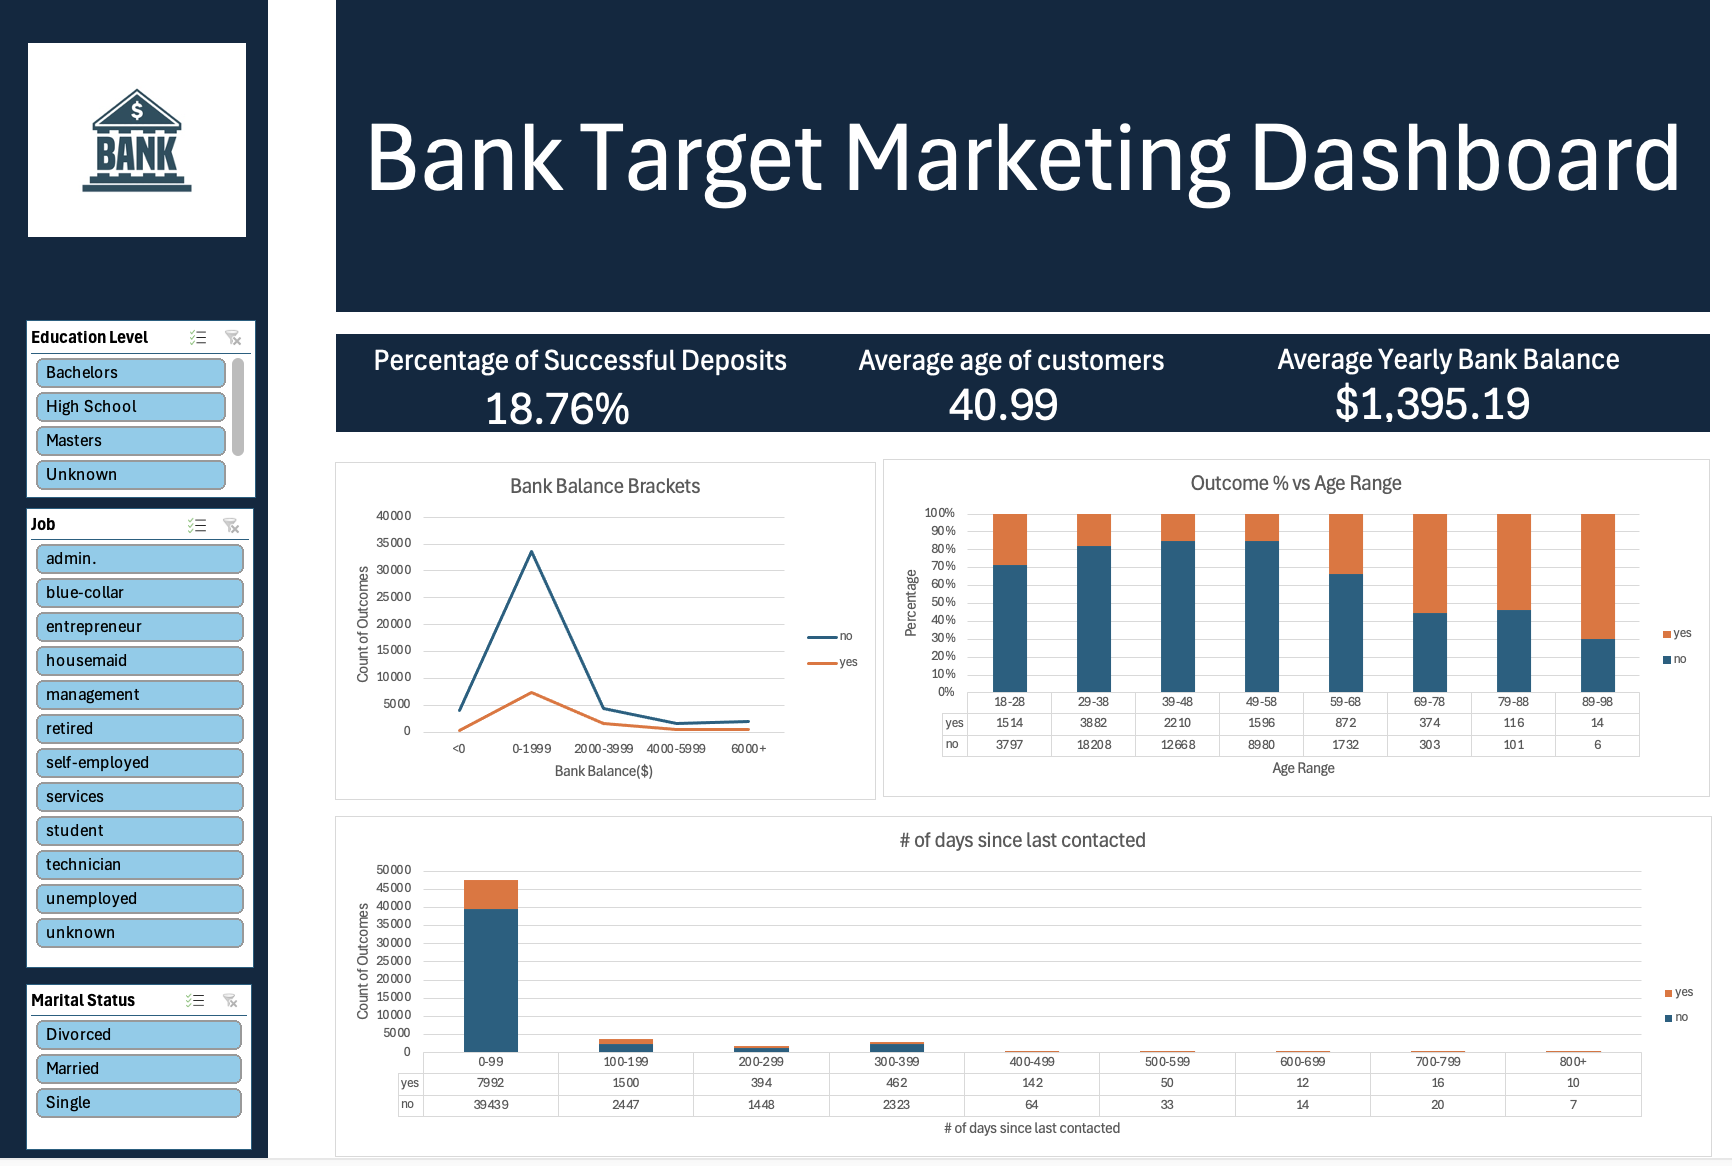 $
BANK
Bank Target Marketing Dashboard
Percentage of Successful Deposits
18.76%
Average age of customers
40.99
Average Yearly Bank Balance
$1,395.19
Education Level
Bachelors
High School
Masters
Unknown
Job
admin.
blue-collar
entrepreneur
housemaid
management
retired
self-employed
services
student
technician
unemployed
unknown
Marital Status
Divorced
Married
Single
Bank Balance Brackets
Count of Outcomes
40000
35000
30000
25000
20000
15000
10000
5000
0
<0 0-1999 2000-3999 4000-5999 6000+
Bank Balance($)
no
yes
Outcome % vs Age Range
Percentage
100%
90%
80%
70%
60%
50%
40%
30%
20%
10%
0%
18-28 29-38 39-48 49-58 59-68 69-78 79-88 89-98
yes 1514 3882 2210 1596 872 374 116 14
no 3797 18208 12668 8980 1732 303 101 6
Age Range
yes
no
# of days since last contacted
Count of Outcomes
50000
45000
40000
35000
30000
25000
20000
15000
10000
5000
0
0-99 100-199 200-299 300-399 400-499 500-599 600-699 700-799 800+
yes 7992 1500 394 462 142 50 12 16 10
no 39439 2447 1448 2323 64 33 14 20 7
# of days since last contacted
yes
no